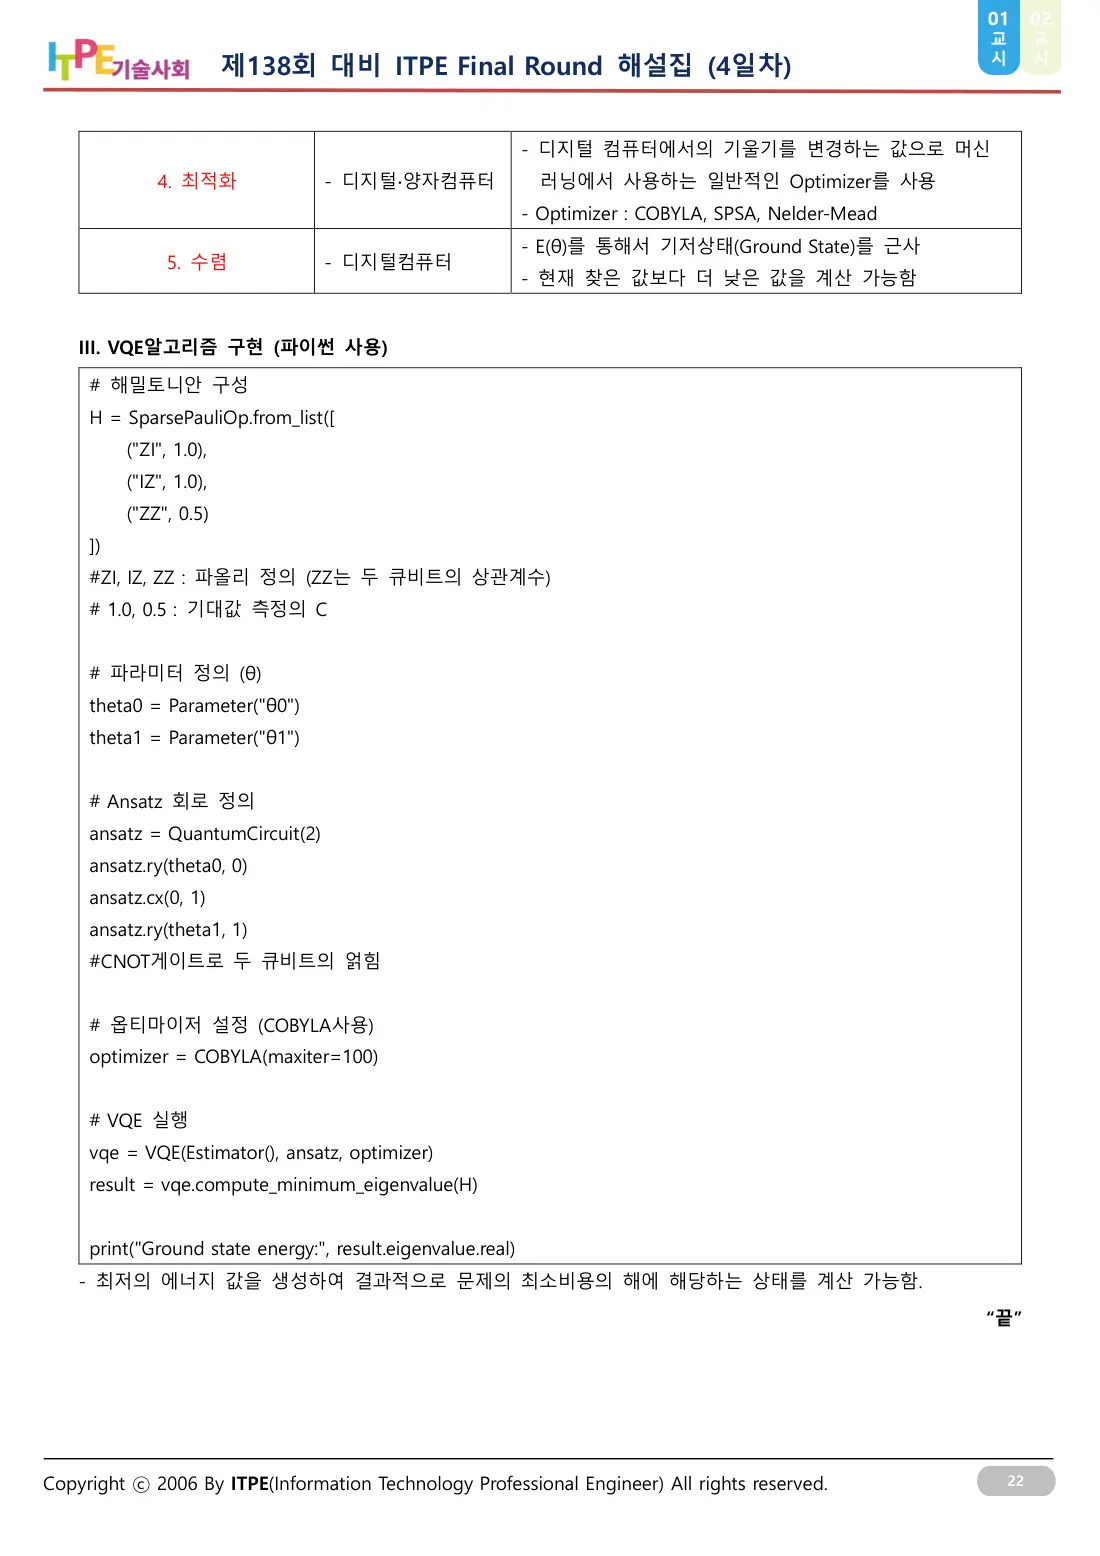 ITPE기술사회 제138회 대비 ITPE Final Round 해설집 (4일차)
01 교 시
02 교 시
4. 최적화
- 디지털·양자컴퓨터
- 디지털 컴퓨터에서의 기울기를 변경하는 값으로 머신
러닝에서 사용하는 일반적인 Optimizer를 사용
- Optimizer : COBYLA, SPSA, Nelder-Mead
5. 수렴
- 디지털컴퓨터
- E(θ)를 통해서 기저상태(Ground State)를 근사
- 현재 찾은 값보다 더 낮은 값을 계산 가능함
III. VQE알고리즘 구현 (파이썬 사용)
# 해밀토니안 구성
H = SparsePauliOp.from_list([
("ZI", 1.0),
("IZ", 1.0),
("ZZ", 0.5)
])
#ZI, IZ, ZZ : 파올리 정의 (ZZ는 두 큐비트의 상관계수)
# 1.0, 0.5 : 기대값 측정의 C
# 파라미터 정의 (θ)
theta0 = Parameter("θ0")
theta1 = Parameter("θ1")
# Ansatz 회로 정의
ansatz = QuantumCircuit(2)
ansatz.ry(theta0, 0)
ansatz.cx(0, 1)
ansatz.ry(theta1, 1)
#CNOT게이트로 두 큐비트의 얽힘
# 옵티마이저 설정 (COBYLA사용)
optimizer = COBYLA(maxiter=100)
# VQE 실행
vqe = VQE(Estimator(), ansatz, optimizer)
result = vqe.compute_minimum_eigenvalue(H)
print("Ground state energy:", result.eigenvalue.real)
- 최저의 에너지 값을 생성하여 결과적으로 문제의 최소비용의 해에 해당하는 상태를 계산 가능함.
“끝”
Copyright ⓒ 2006 By ITPE(Information Technology Professional Engineer) All rights reserved.
22